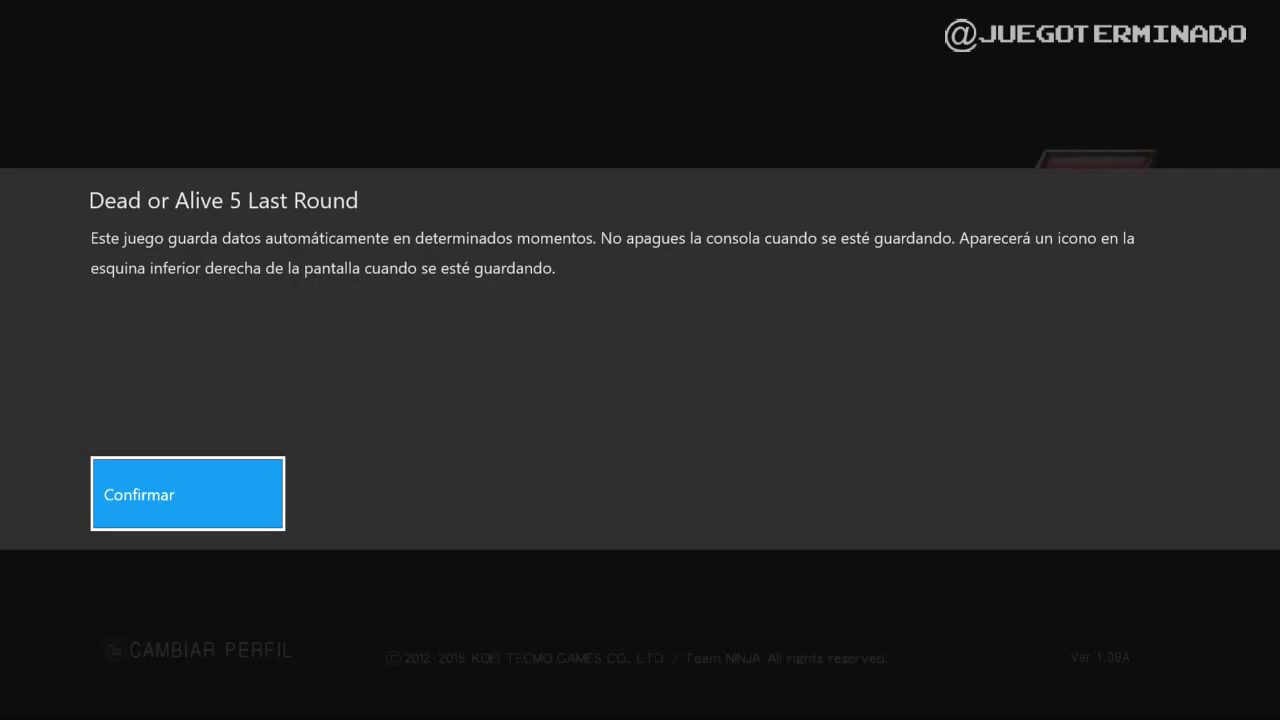 @JUEGOTERMINADO
Dead or Alive 5 Last Round
Este juego guarda datos automáticamente en determinados momentos. No apagues la consola cuando se esté guardando. Aparecerá un icono en la
esquina inferior derecha de la pantalla cuando se esté guardando.
Confirmar
CAMBIAR PERFIL
©2012-2015 KOEI TECMO GAMES CO., LTD. / Team NINJA All rights reserved.
Ver. 1.09A